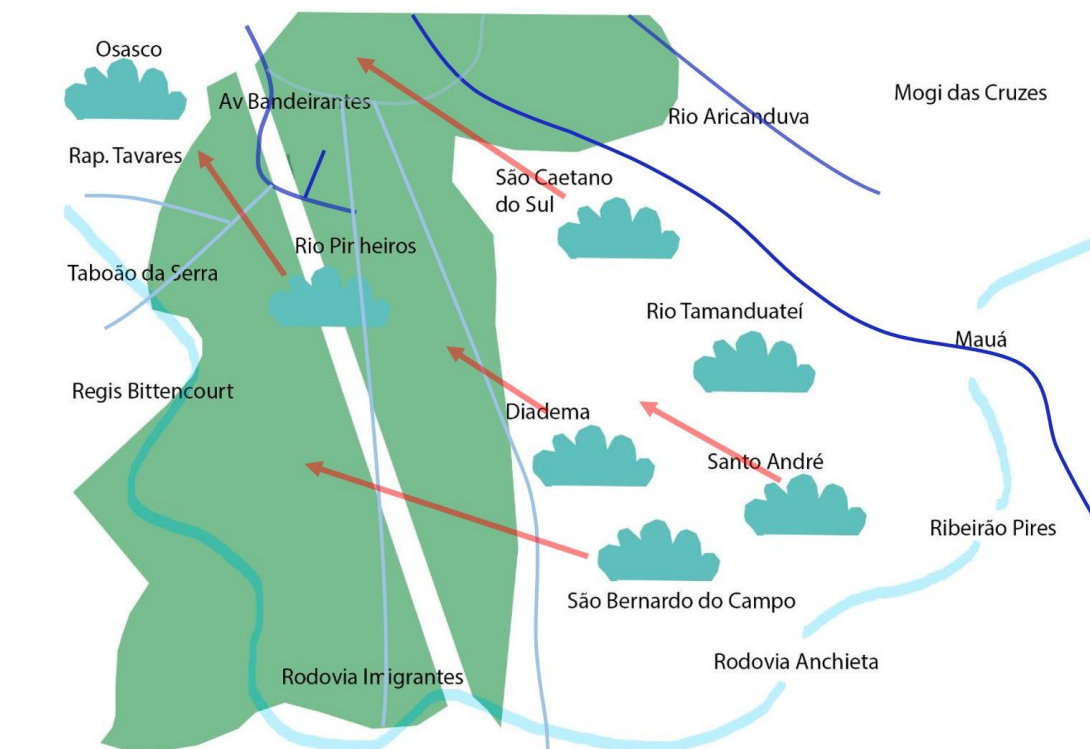 Osasco
Mogi das Cruzes
Av Bandeirantes
Rio Aricanduva
Rap. Tavares
São Caetano
do Sul
Rio Pinheiros
Taboão da Serra
Rio Tamanduateí
Mauá
Regis Bittencourt
Diadema
Santo André
Ribeirão Pires
São Bernardo do Campo
Rodovia Anchieta
Rodovia Imigrantes